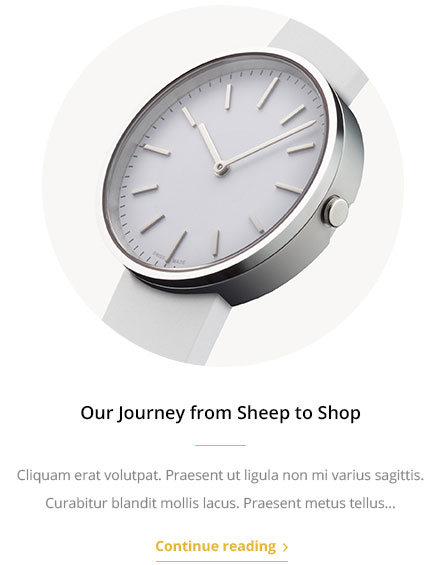 Our Journey from Sheep to Shop
Cliquam erat volutpat. Praesent ut ligula non mi varius sagittis.
Curabitur blandit mollis lacus. Praesent metus tellus...
Continue reading